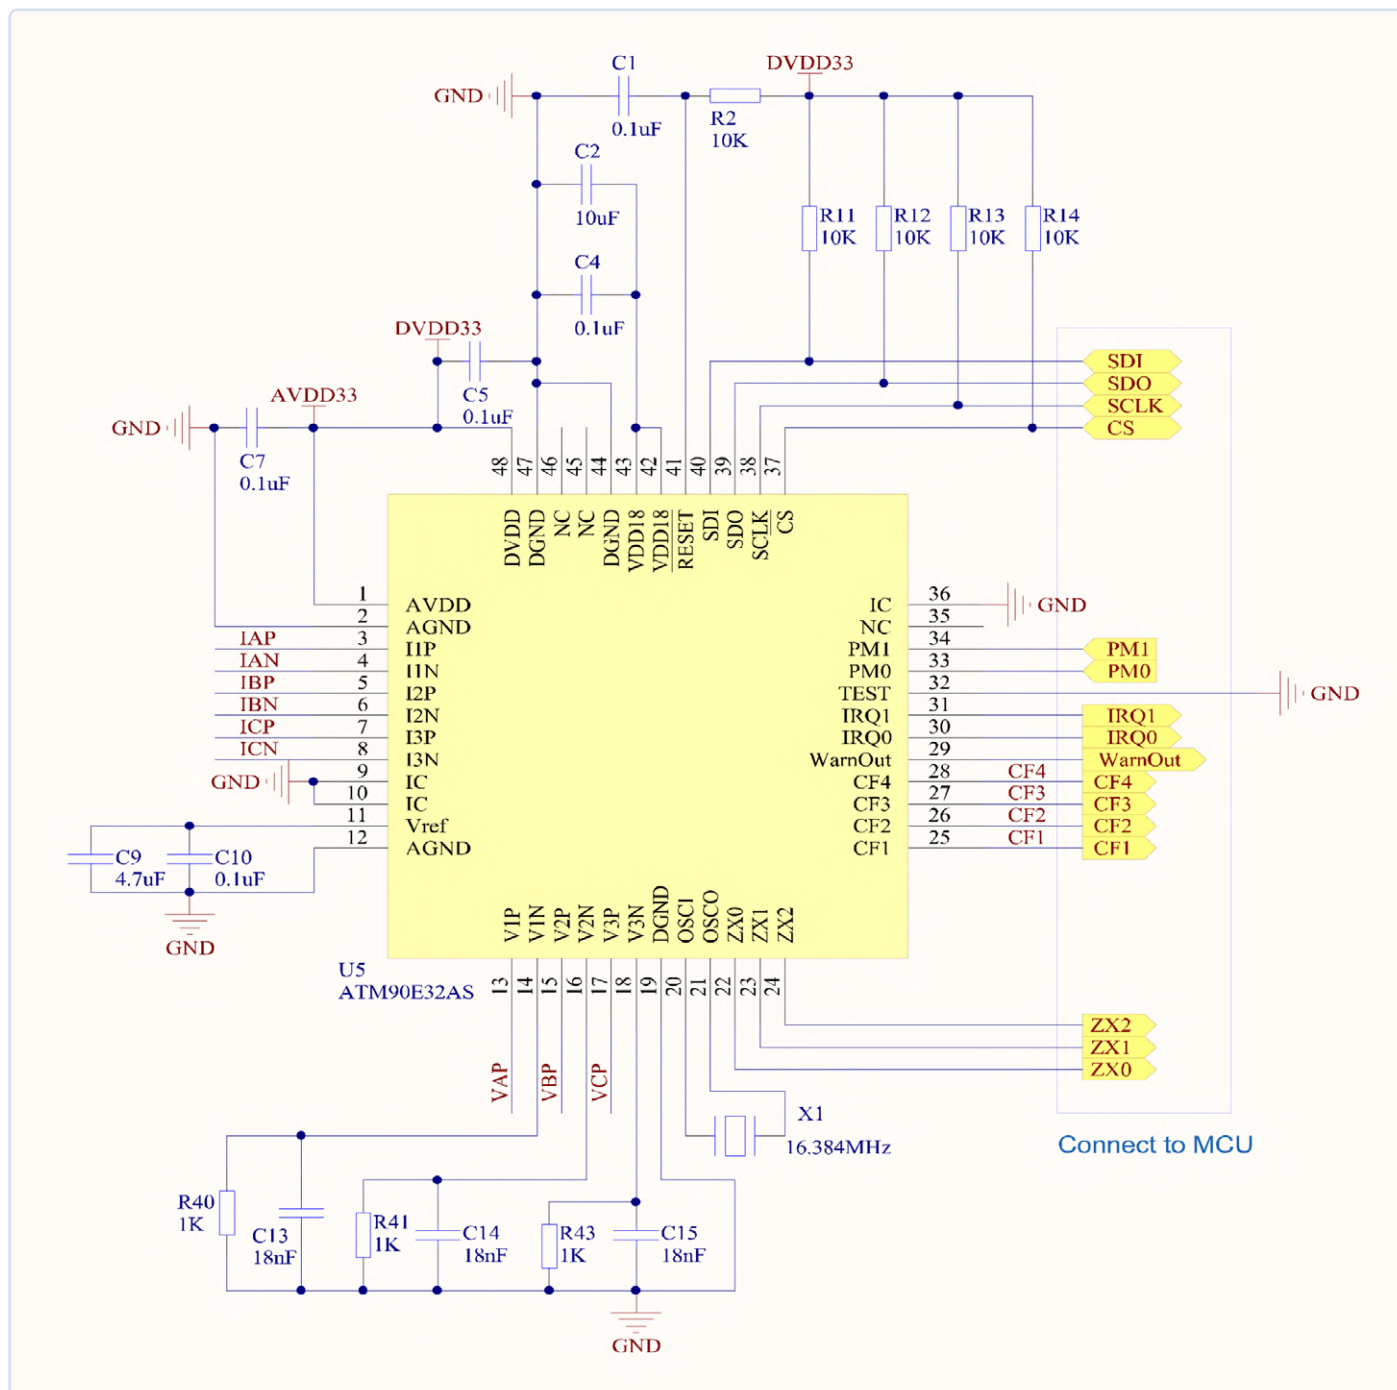 C1
DVDD33
GND
0.1uF
R2
10K
C2
10uF
R11
10K
R12
10K
R13
10K
R14
10K
C4
0.1uF
DVDD33
C5
0.1uF
AVDD33
GND
C7
0.1uF
SDI
SDO
SCLK
CS
48
47
46
45
44
43
42
41
40
39
38
37
DVDD
DGND
NC
NC
DGND
VDD18
VDD18
RESET
SDI
SDO
SCLK
CS
1 AVDD
2 AGND
IAP 3 I1P
IAN 4 I1N
IBP 5 I2P
IBN 6 I2N
ICP 7 I3P
ICN 8 I3N
GND 9 IC
10 IC
11 Vref
12 AGND
IC 36 GND
NC 35
PM1 34 PM1
PM0 33 PM0
TEST 32 GND
IRQ1 31 IRQ1
IRQ0 30 IRQ0
WarnOut 29 WarnOut
CF4 28 CF4 CF4
CF3 27 CF3 CF3
CF2 26 CF2 CF2
CF1 25 CF1 CF1
C9
4.7uF
C10
0.1uF
GND
V1P
V1N
V2P
V2N
V3P
V3N
DGND
OSCI
OSCO
ZX0
ZX1
ZX2
U5
ATM90E32AS
13
14
15
16
17
18
19
20
21
22
23
24
ZX2
ZX1
ZX0
VAP
VBP
VCP
X1
16.384MHz
Connect to MCU
R40
1K
C13
18nF
R41
1K
C14
18nF
R43
1K
C15
18nF
GND